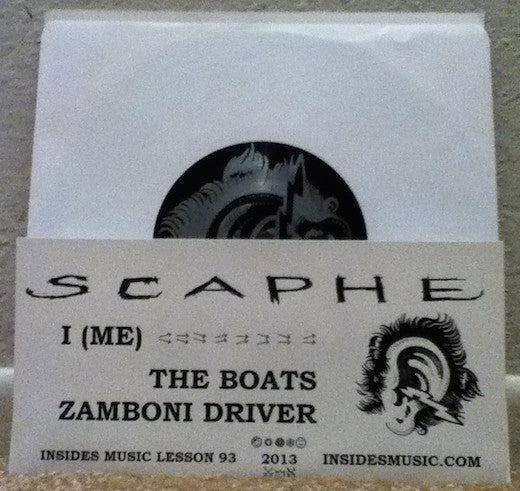 SCAPHE
I (ME)
THE BOATS
ZAMBONI DRIVER
INSIDES MUSIC LESSON 93 2013 INSIDESMUSIC.COM